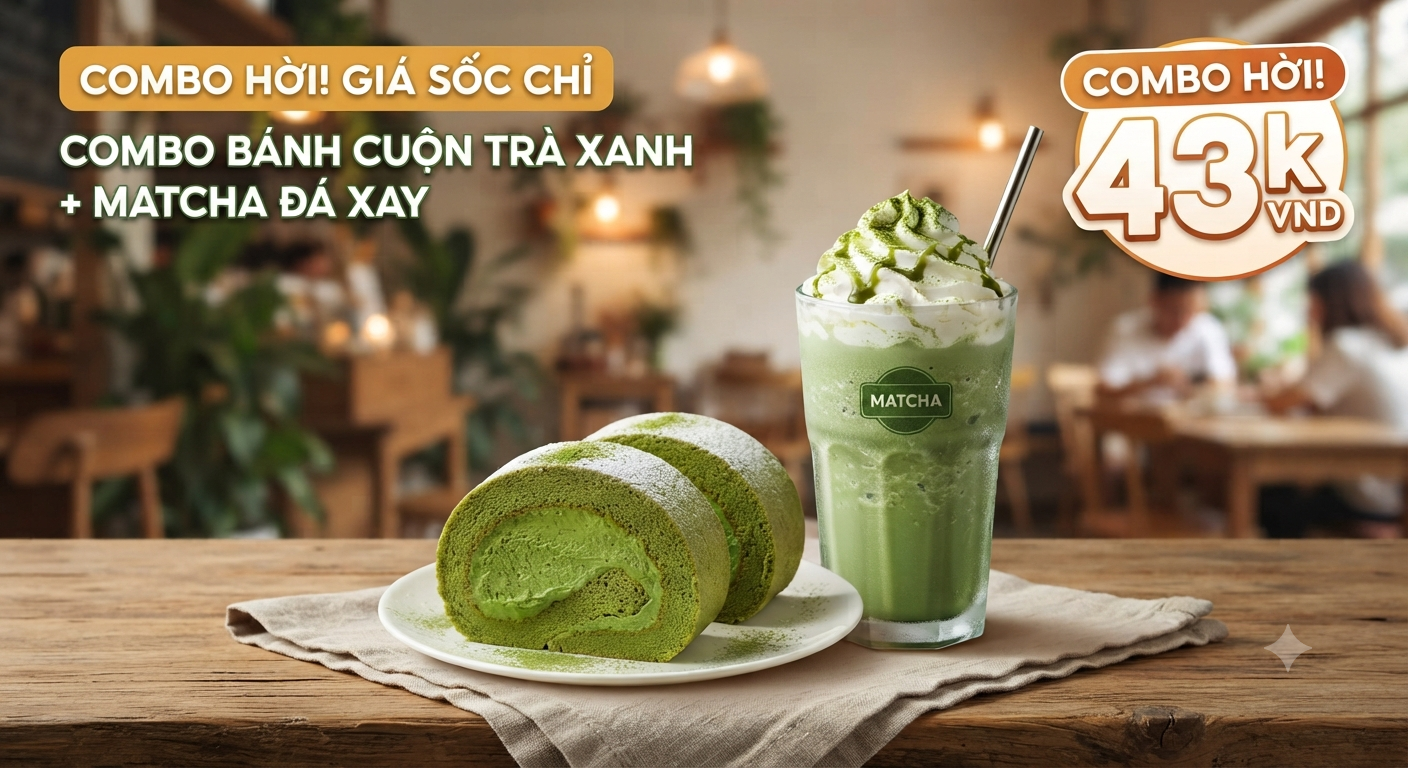 COMBO HỜI! GIÁ SỐC CHỈ
COMBO BÁNH CUỘN TRÀ XANH
+ MATCHA ĐÁ XAY
COMBO HỜI!
43k
VND
MATCHA